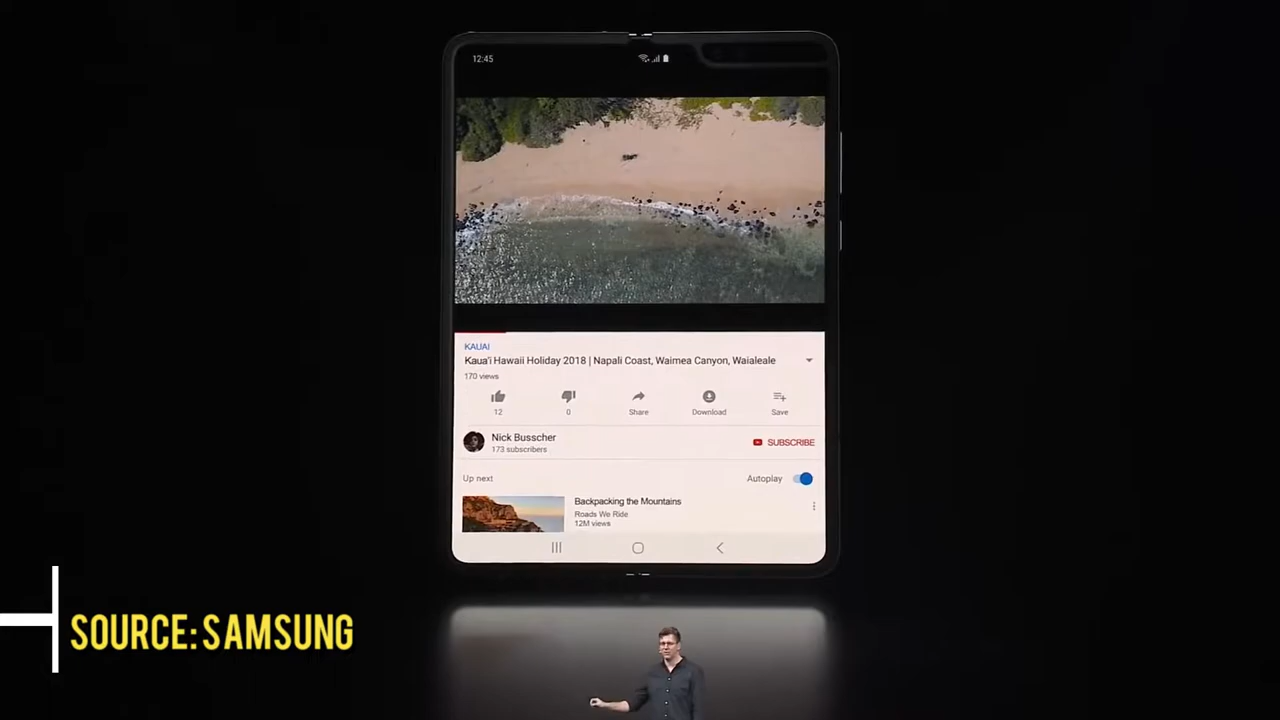 12:45
KAUAI
Kaua'i Hawaii Holiday 2018 | Napali Coast, Waimea Canyon, Waialeale
170 views
12
0
Share
Download
Save
Nick Busscher
173 subscribers
SUBSCRIBE
Up next
Autoplay
Backpacking the Mountains
Roads We Ride
12M views
SOURCE: SAMSUNG